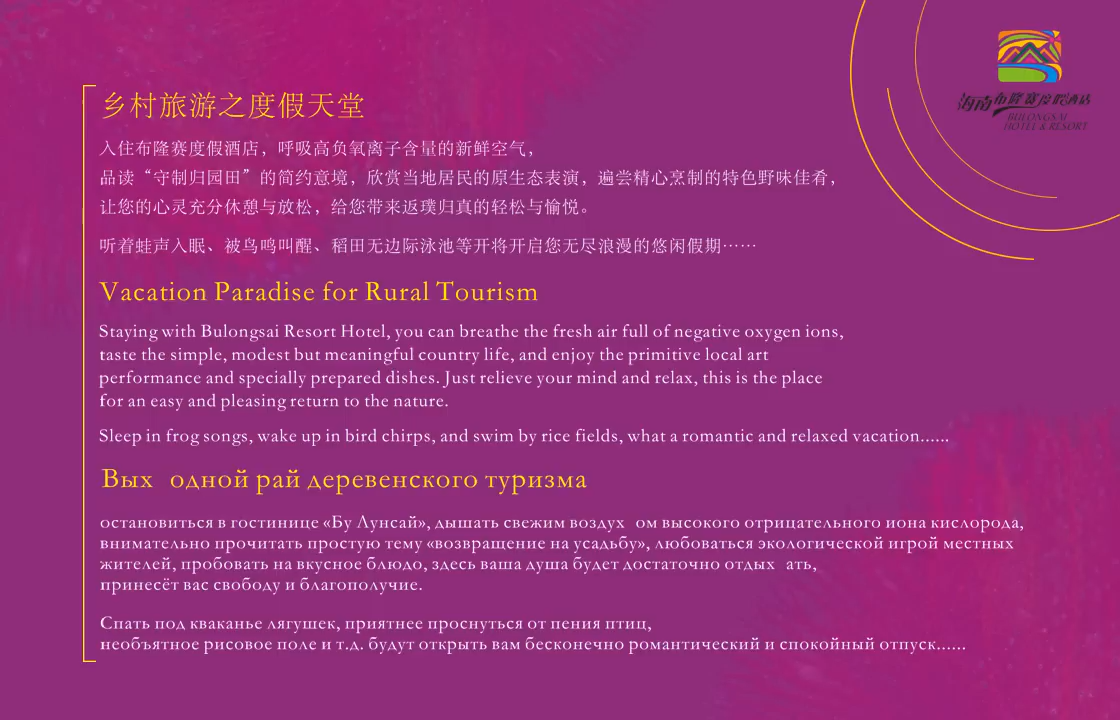 海南布隆赛度假酒店
BULONGSAI
HOTEL & RESORT
乡村旅游之度假天堂
入住布隆赛度假酒店，呼吸高负氧离子含量的新鲜空气，
品读“守制归园田”的简约意境，欣赏当地居民的原生态表演，遍尝精心烹制的特色野味佳肴，
让您的心灵充分休憩与放松，给您带来返璞归真的轻松与愉悦。
听着蛙声入眠、被鸟鸣叫醒、稻田无边际泳池等开将开启您无尽浪漫的悠闲假期……
Vacation Paradise for Rural Tourism
Staying with Bulongsai Resort Hotel, you can breathe the fresh air full of negative oxygen ions,
taste the simple, modest but meaningful country life, and enjoy the primitive local art
performance and specially prepared dishes. Just relieve your mind and relax, this is the place
for an easy and pleasing return to the nature.
Sleep in frog songs, wake up in bird chirps, and swim by rice fields, what a romantic and relaxed vacation......
Вых одной рай деревенского туризма
остановиться в гостинице «Бу Лунсай», дышать свежим воздух ом высокого отрицательного иона кислорода,
внимательно прочитать простую тему «возвращение на усадьбу», любоваться экологической игрой местных
жителей, пробовать на вкусное блюдо, здесь ваша душа будет достаточно отдых ать,
принесёт вас свободу и благополучие.
Спать под кваканье лягушек, приятнее проснуться от пения птиц,
необъятное рисовое поле и т.д. будут открыть вам бесконечно романтический и спокойный отпуск......